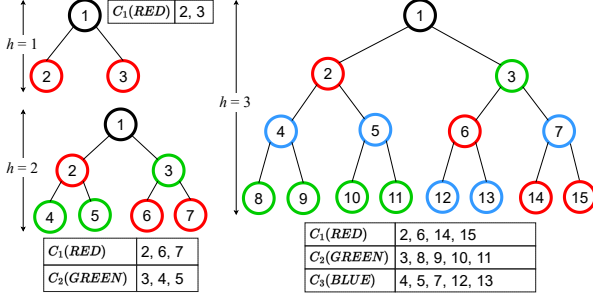 1
C₁(RED) 2, 3
h = 1
2 3
1
h = 2
2 3
4 5 6 7
C₁(RED) 2, 6, 7
C₂(GREEN) 3, 4, 5
1
2 3
h = 3
4 5 6 7
8 9 10 11 12 13 14 15
C₁(RED) 2, 6, 14, 15
C₂(GREEN) 3, 8, 9, 10, 11
C₃(BLUE) 4, 5, 7, 12, 13